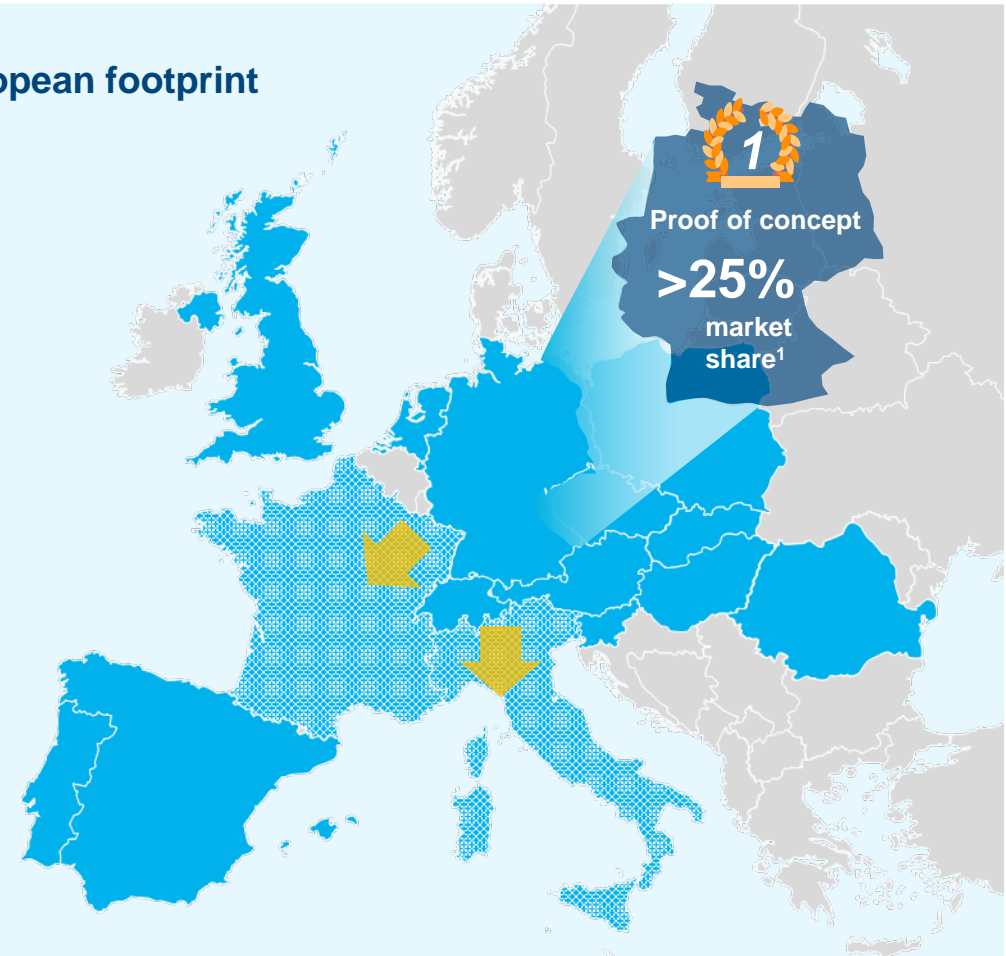 opean footprint
1
Proof of concept
>25%
market
share¹